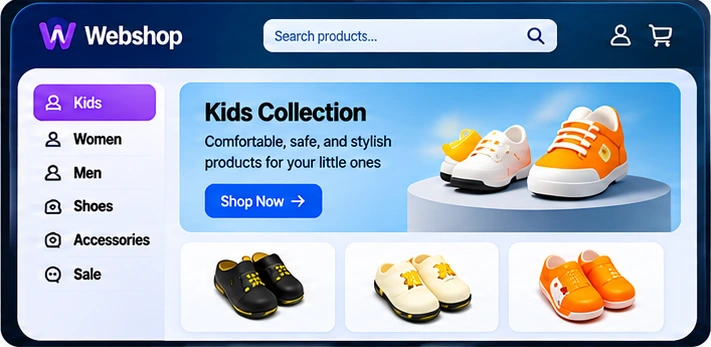 Webshop
Search products...
Kids
Women
Men
Shoes
Accessories
Sale
Kids Collection
Comfortable, safe, and stylish
products for your little ones
Shop Now →